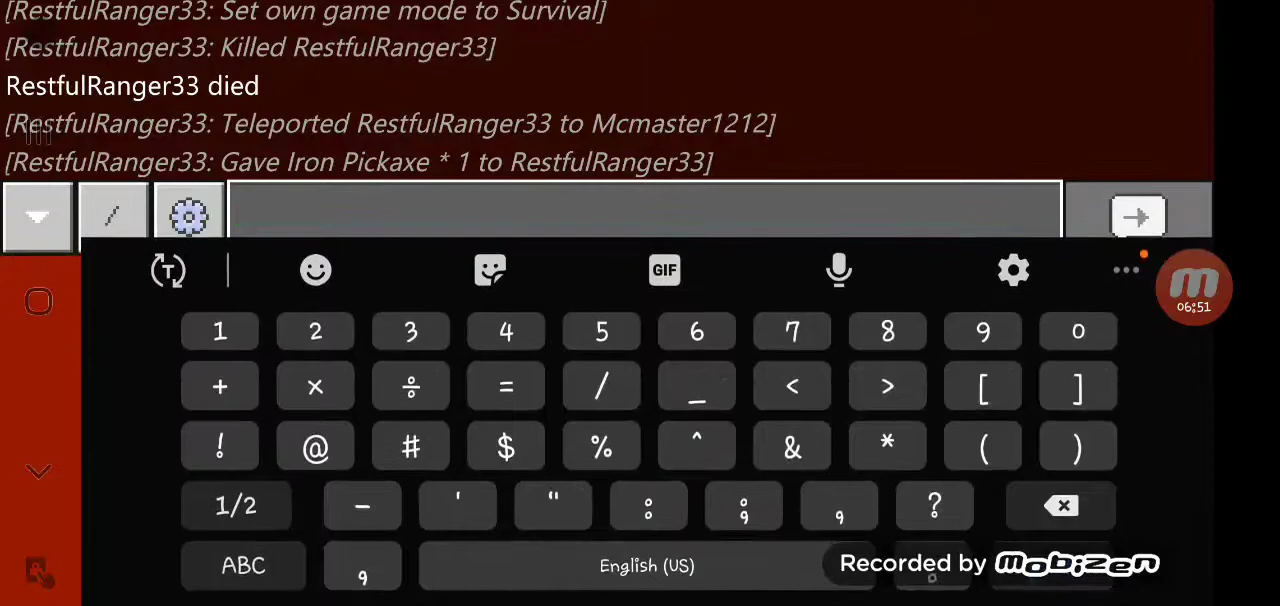 [RestfulRanger33: Set own game mode to Survival]
[RestfulRanger33: Killed RestfulRanger33]
RestfulRanger33 died
[RestfulRanger33: Teleported RestfulRanger33 to Mcmaster1212]
[RestfulRanger33: Gave Iron Pickaxe * 1 to RestfulRanger33]
/
T GIF
06:51
1 2 3 4 5 6 7 8 9 0
+ × ÷ = / _ < > [ ]
! @ # $ % ^ & * ( )
1/2 - ' " : ; , ?
ABC , English (US)
Recorded by mobizen